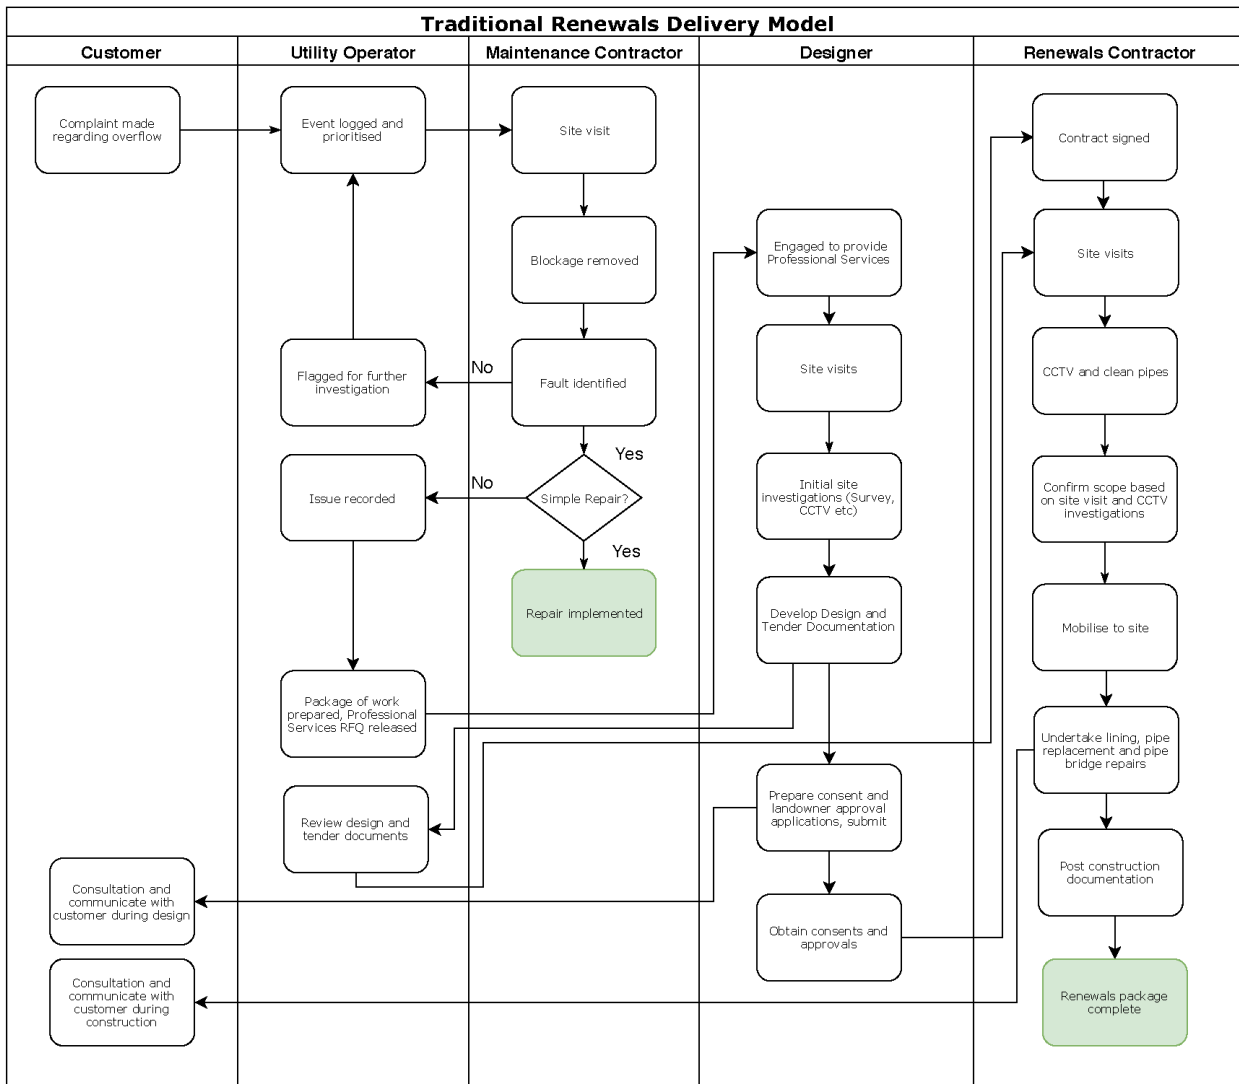 Traditional Renewals Delivery Model
Customer
Utility Operator
Maintenance Contractor
Designer
Renewals Contractor
Complaint made
regarding overflow
Event logged and
prioritised
Site visit
Contract signed
Blockage removed
Engaged to provide
Professional Services
Site visits
Flagged for further
investigation
No
Fault identified
Site visits
CCTV and clean pipes
Yes
Issue recorded
No
Simple Repair?
Initial site
investigations (Survey,
CCTV etc)
Confirm scope based
on site visit and CCTV
investigations
Yes
Repair implemented
Develop Design and
Tender Documentation
Mobilise to site
Package of work
prepared, Professional
Services RFQ released
Undertake lining, pipe
replacement and pipe
bridge repairs
Review design and
tender documents
Prepare consent and
landowner approval
applications, submit
Post construction
documentation
Consultation and
communicate with
customer during design
Obtain consents and
approvals
Consultation and
communicate with
customer during
construction
Renewals package
complete